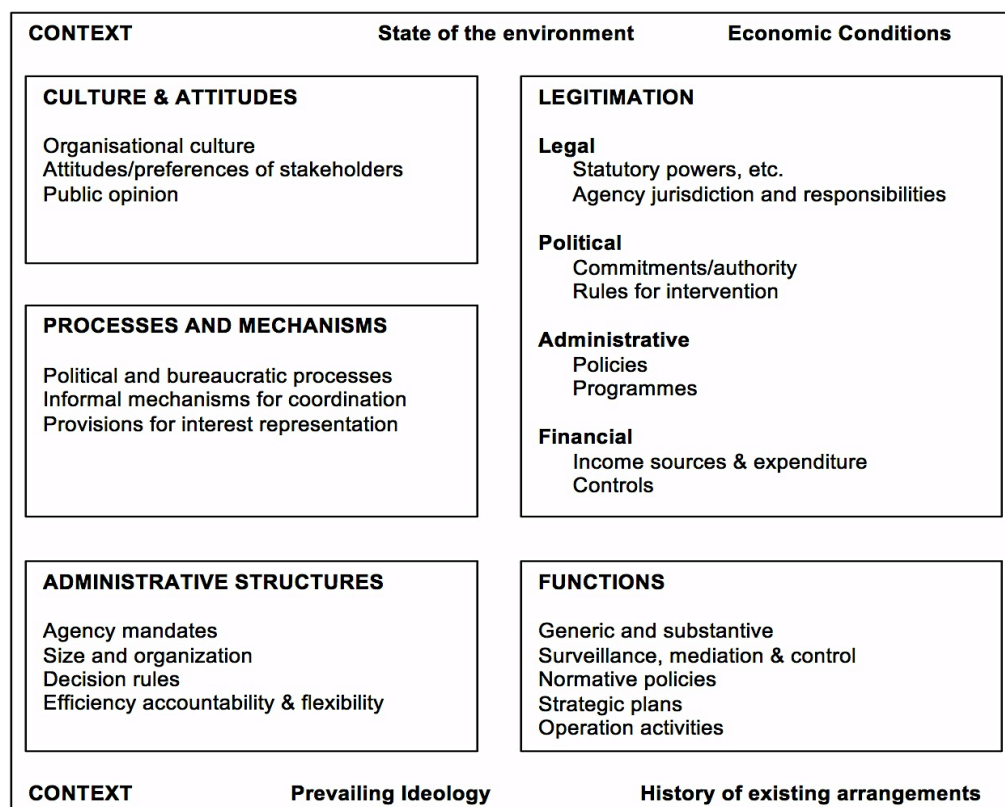 CONTEXT State of the environment Economic Conditions
CULTURE & ATTITUDES
Organisational culture
Attitudes/preferences of stakeholders
Public opinion
PROCESSES AND MECHANISMS
Political and bureaucratic processes
Informal mechanisms for coordination
Provisions for interest representation
LEGITIMATION
Legal
Statutory powers, etc.
Agency jurisdiction and responsibilities
Political
Commitments/authority
Rules for intervention
Administrative
Policies
Programmes
Financial
Income sources & expenditure
Controls
ADMINISTRATIVE STRUCTURES
Agency mandates
Size and organization
Decision rules
Efficiency accountability & flexibility
FUNCTIONS
Generic and substantive
Surveillance, mediation & control
Normative policies
Strategic plans
Operation activities
CONTEXT Prevailing Ideology History of existing arrangements